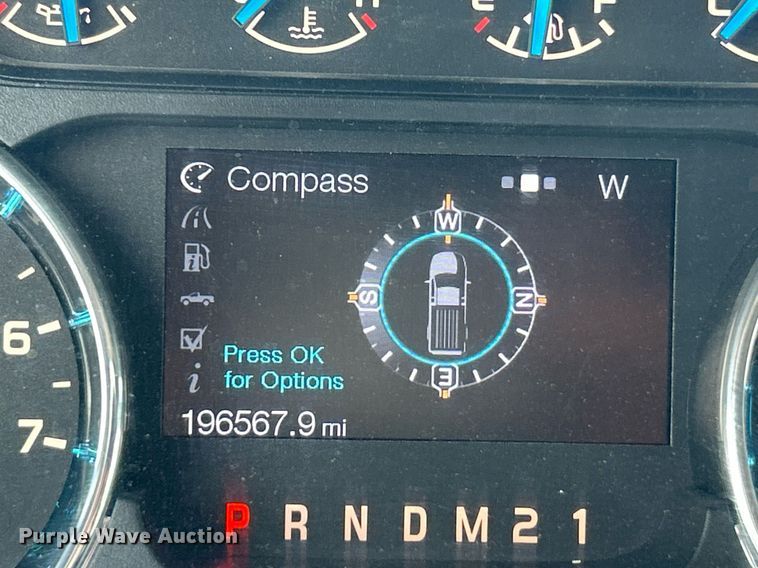 H
E F
C
Compass W
W
S N
E
Press OK
for Options
196567.9 mi
6
7
P R N D M 2 1
Purple Wave Auction